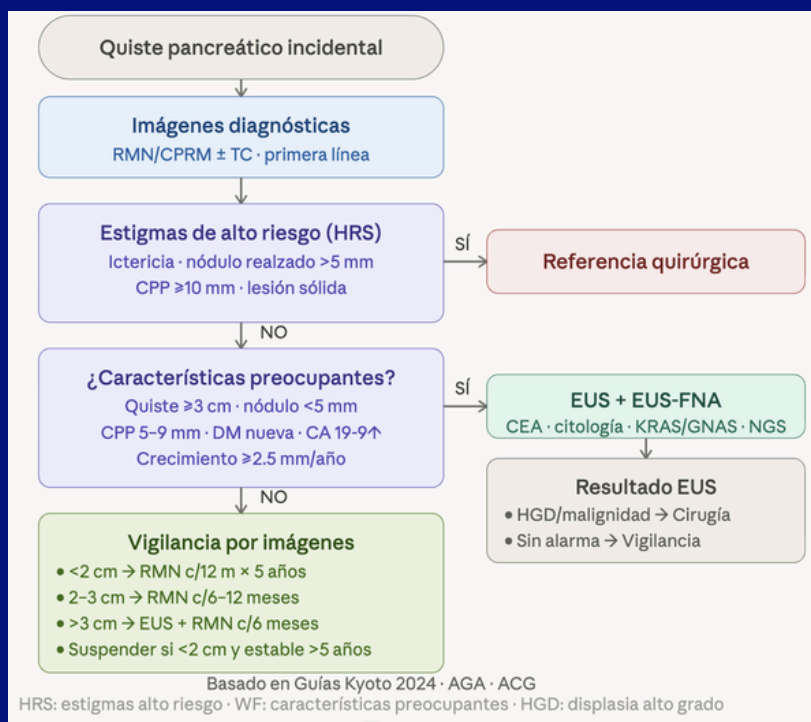 Quiste pancreático incidental
Imágenes diagnósticas
RMN/CPRM ± TC · primera línea
Estigmas de alto riesgo (HRS)
Ictericia · nódulo realzado >5 mm
CPP ≥10 mm · lesión sólida
SÍ
Referencia quirúrgica
NO
¿Características preocupantes?
Quiste ≥3 cm · nódulo <5 mm
CPP 5–9 mm · DM nueva · CA 19-9↑
Crecimiento ≥2.5 mm/año
SÍ
EUS + EUS-FNA
CEA · citología · KRAS/GNAS · NGS
Resultado EUS
• HGD/malignidad → Cirugía
• Sin alarma → Vigilancia
NO
Vigilancia por imágenes
• <2 cm → RMN c/12 m × 5 años
• 2–3 cm → RMN c/6–12 meses
• >3 cm → EUS + RMN c/6 meses
• Suspender si <2 cm y estable >5 años
Basado en Guías Kyoto 2024 · AGA · ACG
HRS: estigmas alto riesgo · WF: características preocupantes · HGD: displasia alto grado